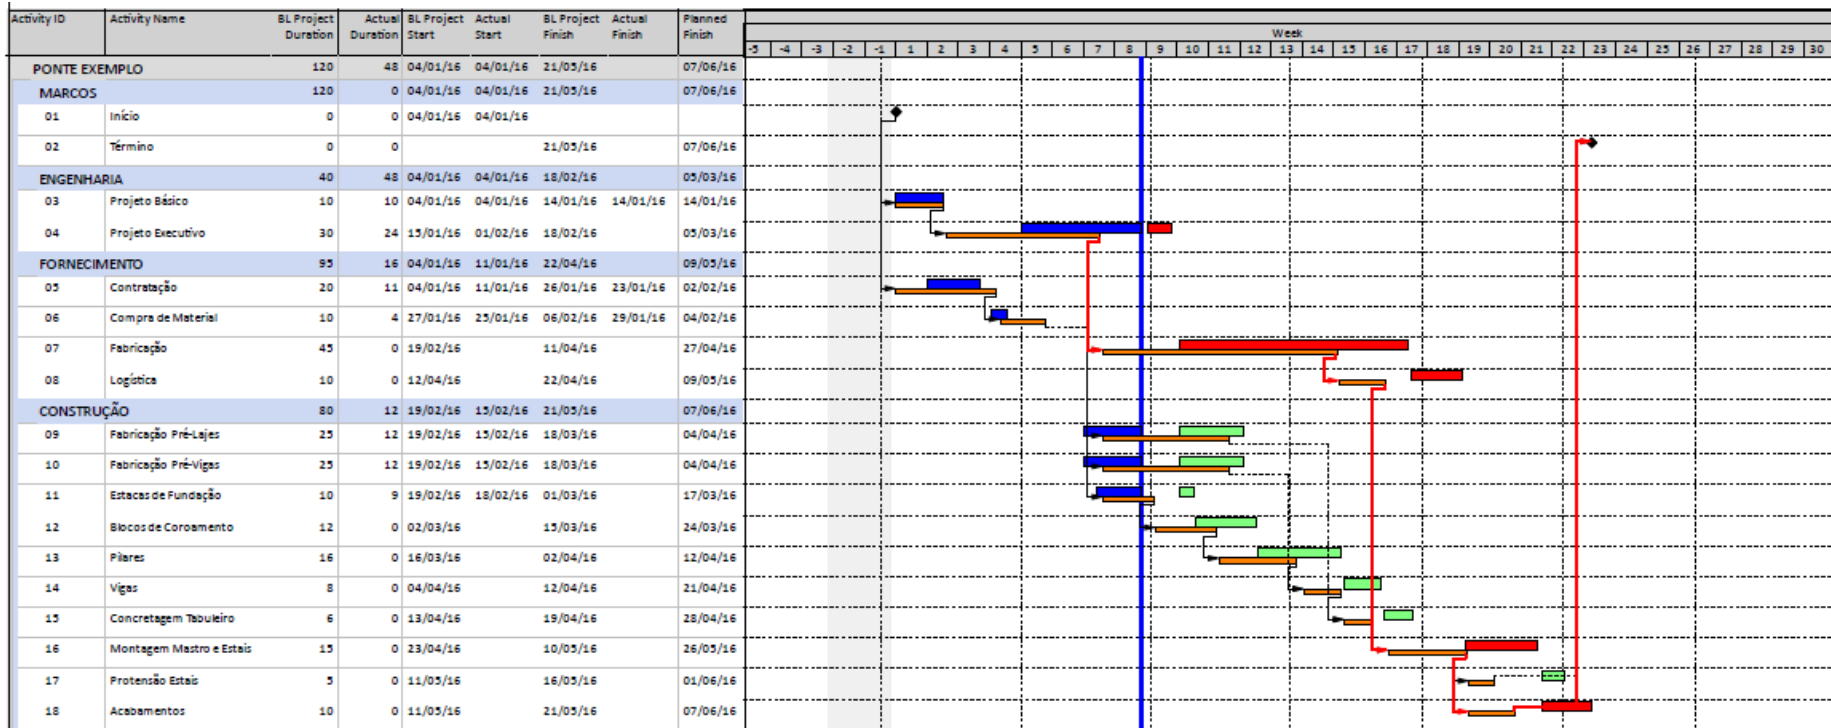 Activity ID Activity Name BL Project Duration Actual Duration BL Project Start Actual Start BL Project Finish Actual Finish Planned Finish
Week
-5 -4 -3 -2 -1 1 2 3 4 5 6 7 8 9 10 11 12 13 14 15 16 17 18 19 20 21 22 23 24 25 26 27 28 29 30
PONTE EXEMPLO 120 48 04/01/16 04/01/16 21/05/16 07/06/16
MARCOS 120 0 04/01/16 04/01/16 21/05/16 07/06/16
01 Início 0 0 04/01/16 04/01/16
02 Término 0 0 21/05/16 07/06/16
ENGENHARIA 40 48 04/01/16 04/01/16 18/02/16 05/03/16
03 Projeto Básico 10 10 04/01/16 04/01/16 14/01/16 14/01/16 14/01/16
04 Projeto Executivo 30 24 15/01/16 01/02/16 18/02/16 05/03/16
FORNECIMENTO 95 16 04/01/16 11/01/16 22/04/16 09/05/16
05 Contratação 20 11 04/01/16 11/01/16 26/01/16 23/01/16 02/02/16
06 Compra de Material 10 4 27/01/16 25/01/16 06/02/16 29/01/16 04/02/16
07 Fabricação 45 0 19/02/16 11/04/16 27/04/16
08 Logística 10 0 12/04/16 22/04/16 09/05/16
CONSTRUÇÃO 80 12 19/02/16 15/02/16 21/05/16 07/06/16
09 Fabricação Pré-Lajes 25 12 19/02/16 15/02/16 18/03/16 04/04/16
10 Fabricação Pré-Vigas 25 12 19/02/16 15/02/16 18/03/16 04/04/16
11 Estacas de Fundação 10 9 19/02/16 18/02/16 01/03/16 17/03/16
12 Blocos de Coroamento 12 0 02/03/16 15/03/16 24/03/16
13 Pilares 16 0 16/03/16 02/04/16 12/04/16
14 Vigas 8 0 04/04/16 12/04/16 21/04/16
15 Concretagem Tabuleiro 6 0 13/04/16 19/04/16 28/04/16
16 Montagem Mastro e Estais 15 0 23/04/16 10/05/16 26/05/16
17 Protensão Estais 5 0 11/05/16 16/05/16 01/06/16
18 Acabamentos 10 0 11/05/16 21/05/16 07/06/16